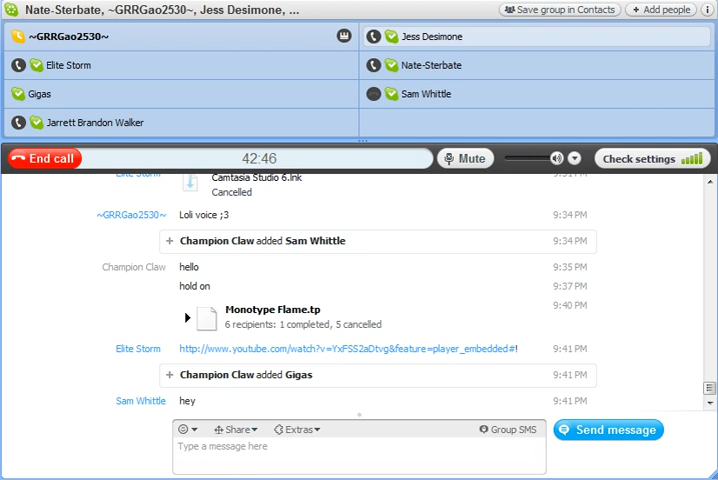 Nate-Sterbate, ~GRRGao2530~, Jess Desimone, ...
Save group in Contacts
+ Add people
~GRRGao2530~
Jess Desimone
Elite Storm
Nate-Sterbate
Gigas
Sam Whittle
Jarrett Brandon Walker
End call
42:46
Mute
Check settings
Elite Storm
Camtasia Studio 6.lnk
9:31 PM
Cancelled
~GRRGao2530~ Loli voice ;3 9:34 PM
+ Champion Claw added Sam Whittle 9:34 PM
Champion Claw hello 9:35 PM
hold on 9:37 PM
Monotype Flame.tp 9:40 PM
6 recipients: 1 completed, 5 cancelled
Elite Storm http://www.youtube.com/watch?v=YxFSS2aDtvg&feature=player_embedded#! 9:41 PM
+ Champion Claw added Gigas 9:41 PM
Sam Whittle hey 9:41 PM
Share
Extras
Group SMS
Type a message here
Send message